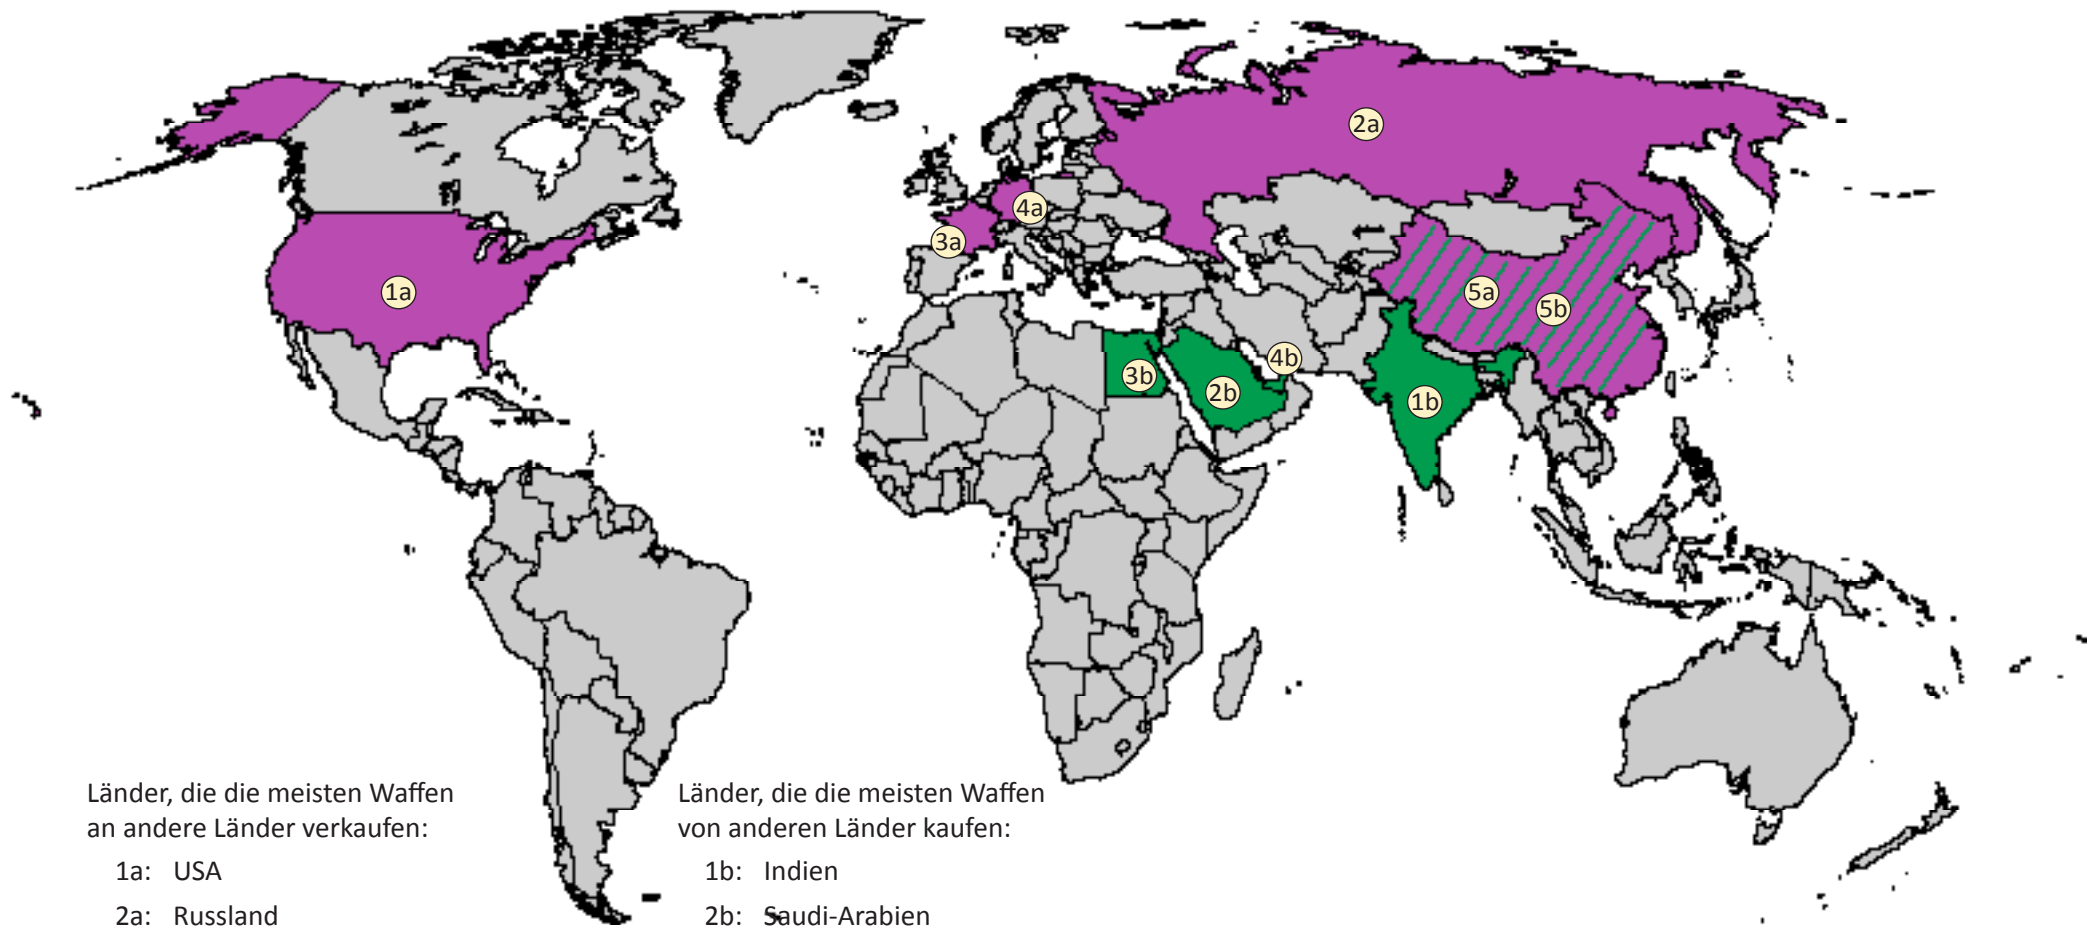 2a
4a
3a
1a
5a
5b
4b
3b
2b
1b
Länder, die die meisten Waffen
an andere Länder verkaufen:
1a: USA
2a: Russland
Länder, die die meisten Waffen
von anderen Länder kaufen:
1b: Indien
2b: Saudi-Arabien